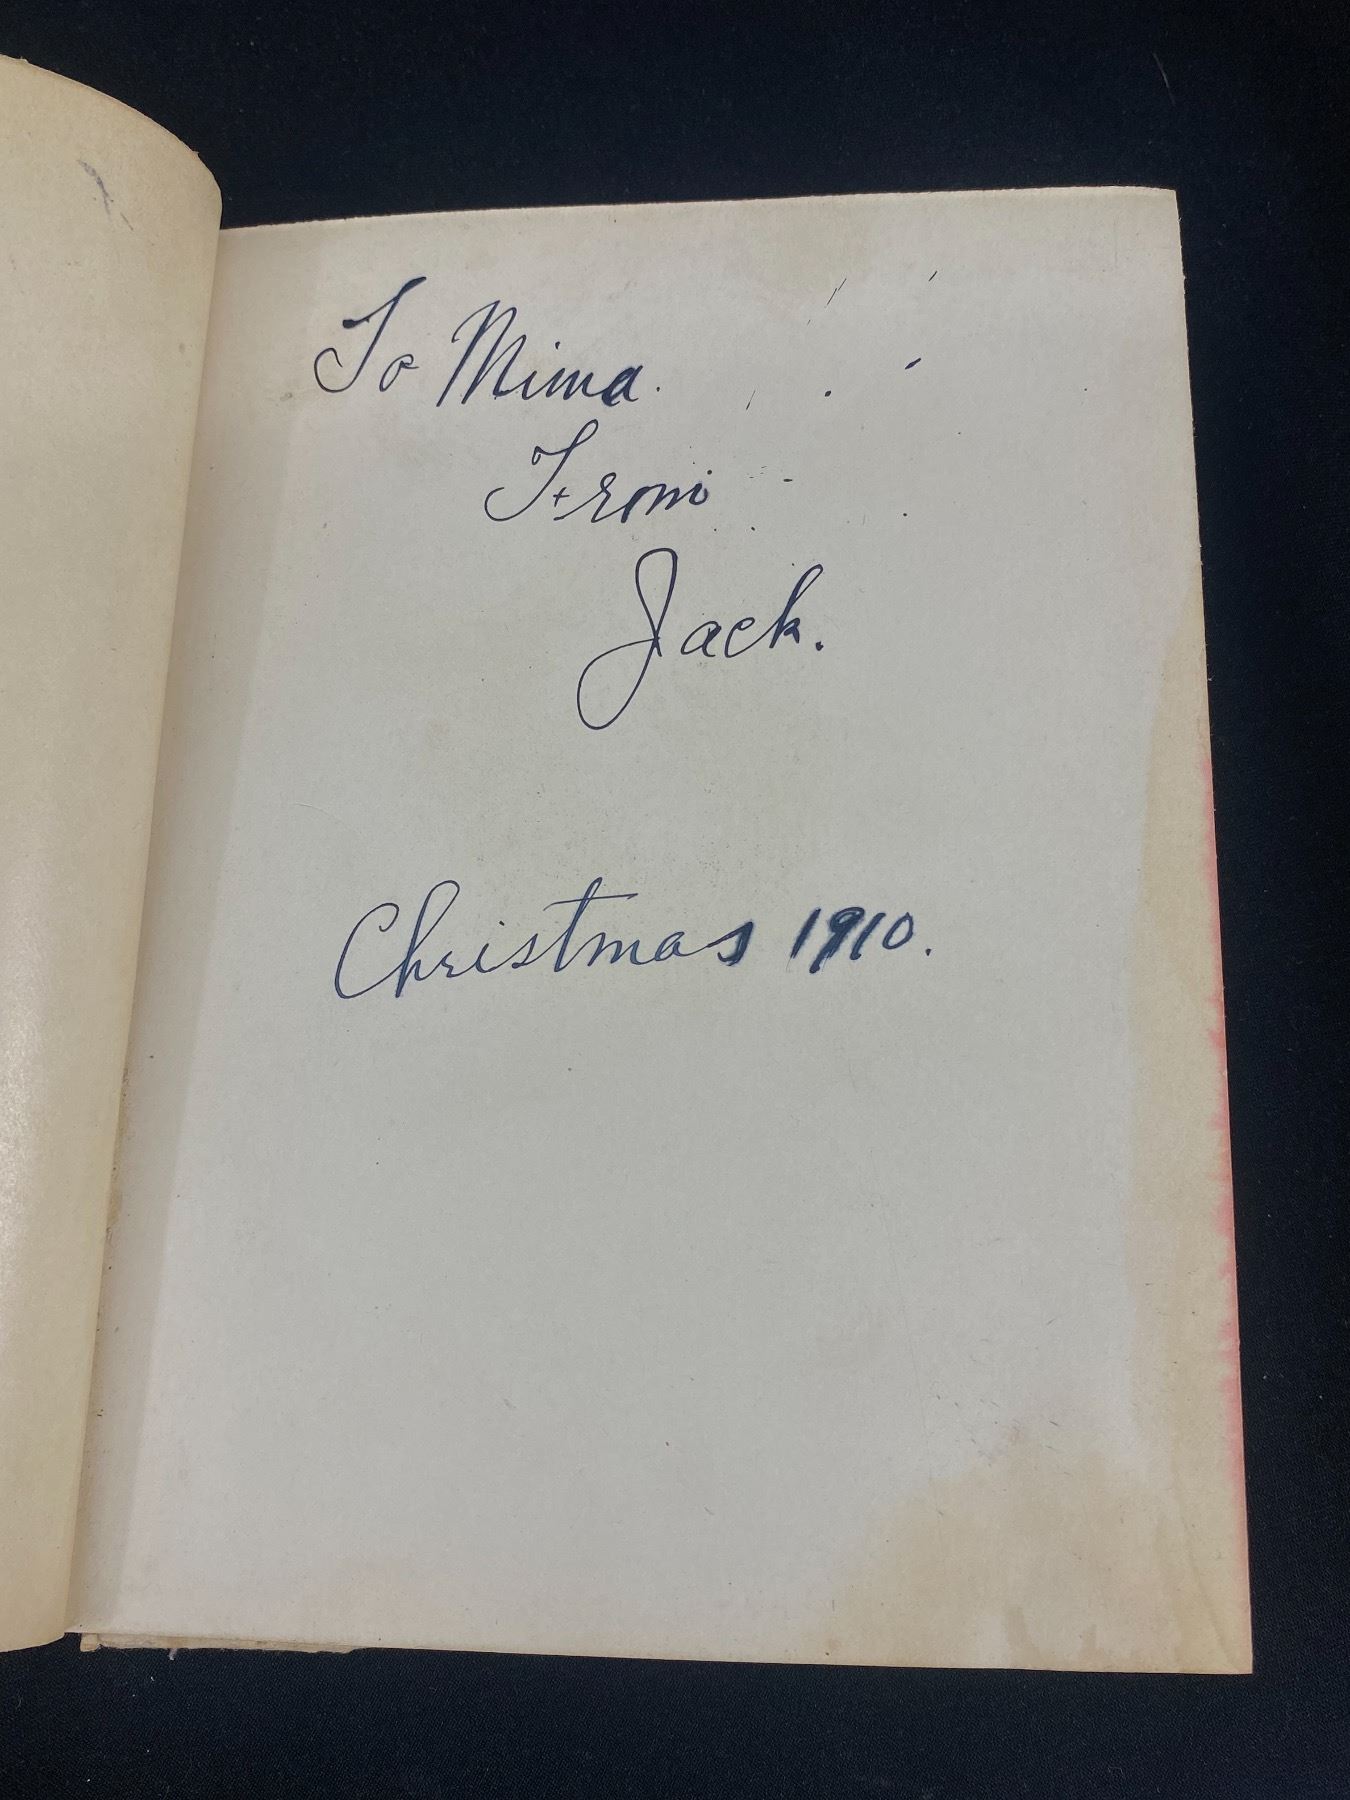 To Mima.
From
Jack.
Christmas 1910.